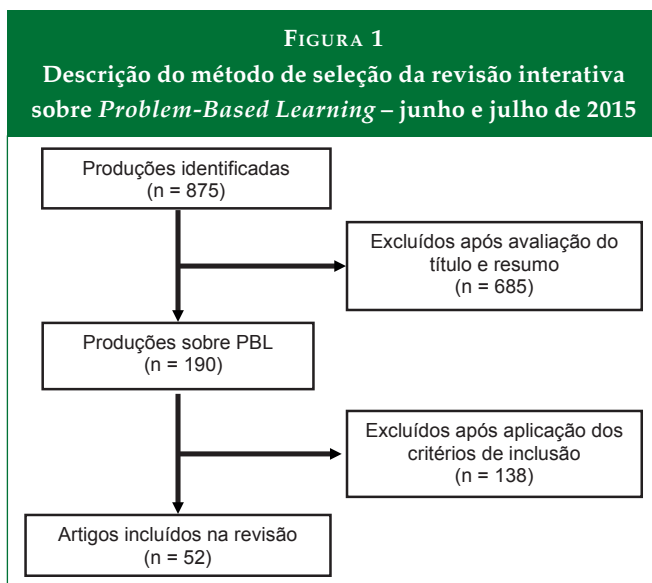 FIGURA 1
Descrição do método de seleção da revisão interativa
sobre Problem-Based Learning – junho e julho de 2015
Produções identificadas
(n = 875)
Excluídos após avaliação do
título e resumo
(n = 685)
Produções sobre PBL
(n = 190)
Excluídos após aplicação dos
critérios de inclusão
(n = 138)
Artigos incluídos na revisão
(n = 52)